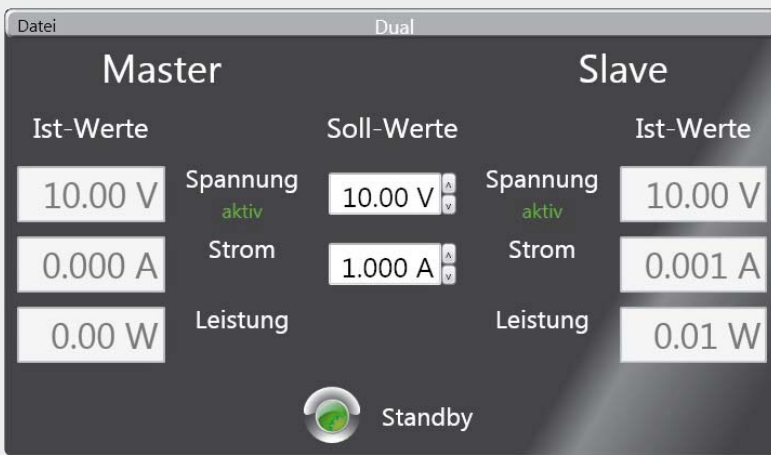 Datei Dual
Master Slave
Ist-Werte Soll-Werte Ist-Werte
10.00 V Spannung 10.00 V Spannung 10.00 V
aktiv aktiv
0.000 A Strom 1.000 A Strom 0.001 A
0.00 W Leistung Leistung 0.01 W
Standby